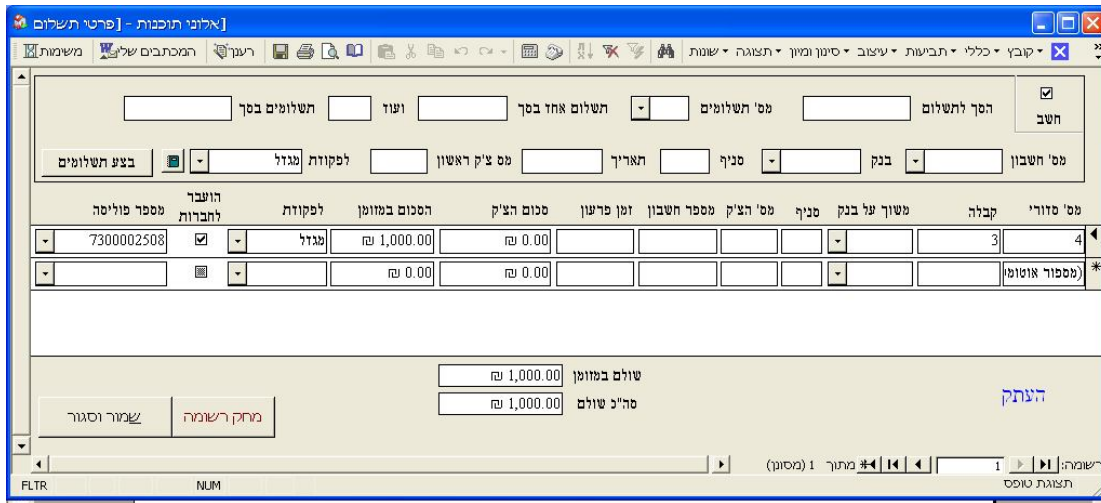 [אלוני תוכנות - [פרטי תשלום
קובץ כללי תביעות עיצוב סינון ומיון תצוגה שונות רענן המכתבים שלי משימות
חשב הסך לתשלום מס' תשלומים תשלום אחד בסך ועוד תשלומים בסך
מס' חשבון בנק סניף תאריך מס צ'ק ראשון לפקודת מגדל בצע תשלומים
מס' סדורי קבלה משוך על בנק סניף מס' הצ'ק מספר חשבון זמן פרעון סכום הצ'ק הסכום במזומן לפקודת הועבר לחברות מספר פוליסה
4 3 ₪ 0.00 ₪ 1,000.00 מגדל 7300002508
(מספור אוטומי ₪ 0.00 ₪ 0.00
שולם במזומן ₪ 1,000.00
סה"כ שולם ₪ 1,000.00
העתק
מחק רשומה שמור וסגור
רשומה: 1 מתוך 1 (מסונן)
תצוגת טופס NUM FLTR